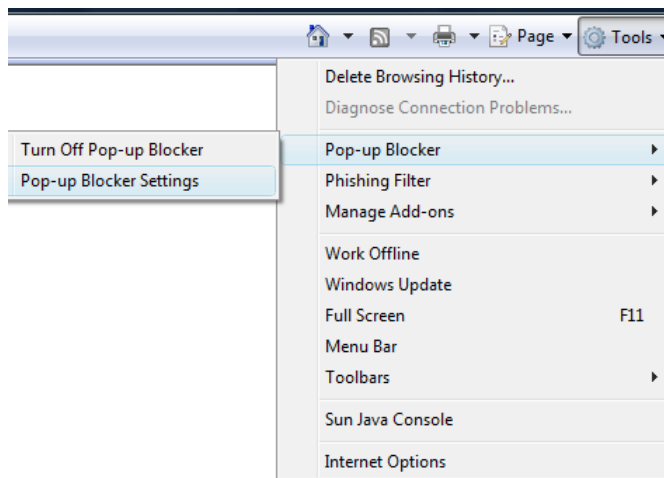 Page Tools
Delete Browsing History...
Diagnose Connection Problems...
Turn Off Pop-up Blocker
Pop-up Blocker
Pop-up Blocker Settings
Phishing Filter
Manage Add-ons
Work Offline
Windows Update
Full Screen F11
Menu Bar
Toolbars
Sun Java Console
Internet Options